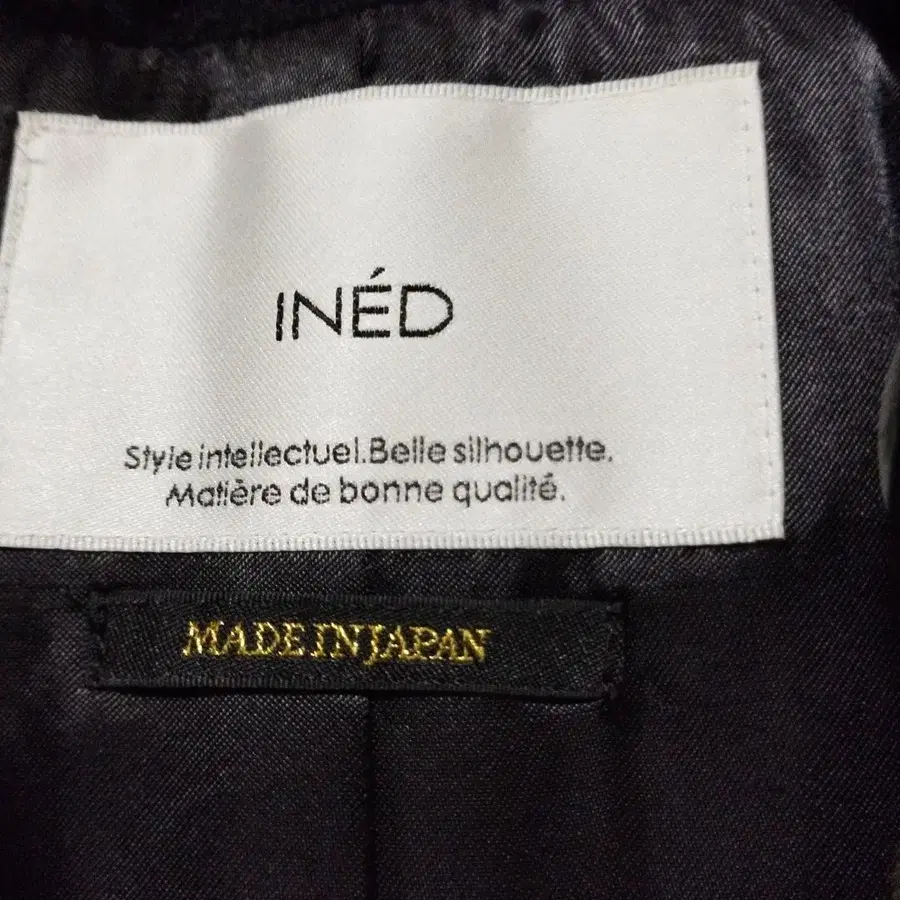 INÉD
Style intellectuel.Belle silhouette.
Matière de bonne qualité.
MADE IN JAPAN